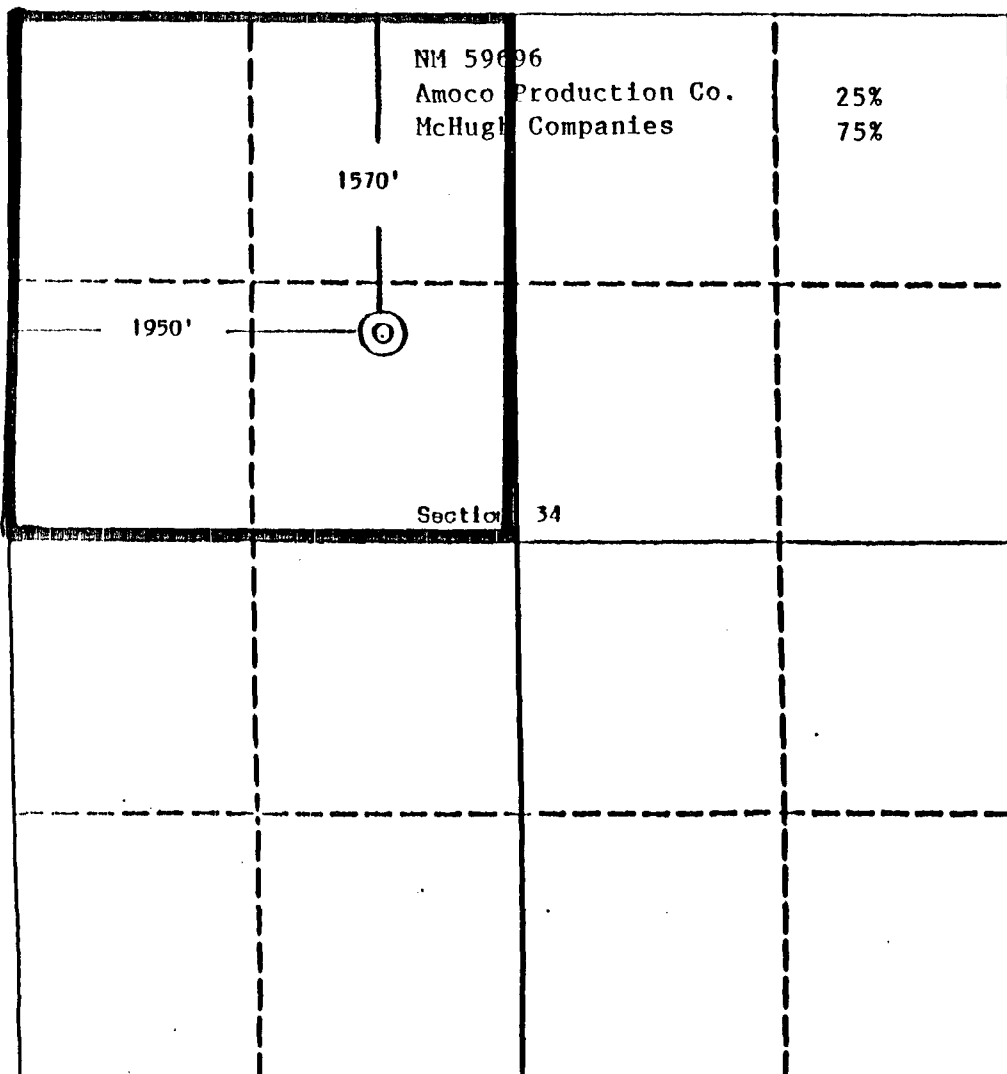 NM 59696
Amoco Production Co. 25%
McHugh Companies 75%
1570'
1950'
Section 34